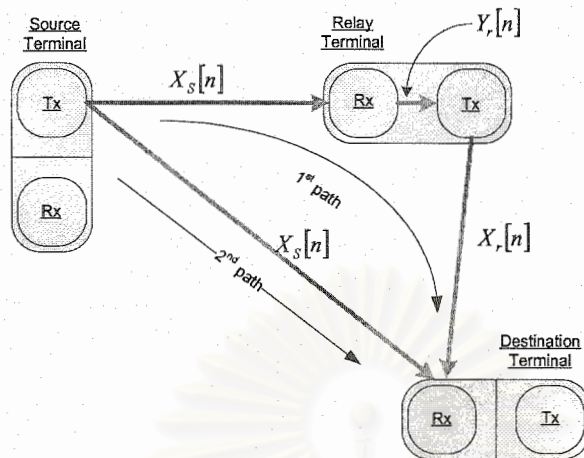 Source
Terminal
Relay
Terminal
Y_r[n]
X_S[n]
Tx
Rx
Tx
Rx
1st path
X_S[n]
X_r[n]
2nd path
Destination
Terminal
Rx
Tx